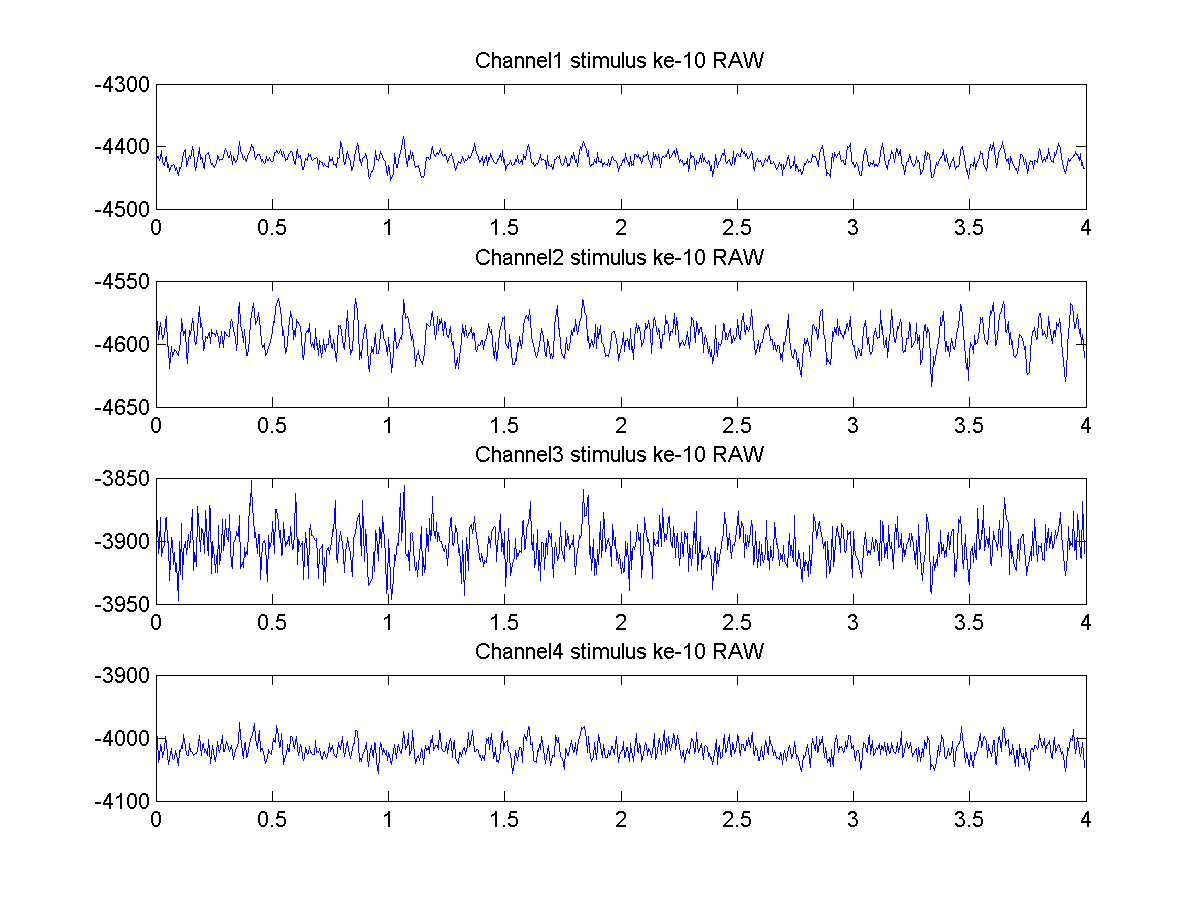 Channel1 stimulus ke-10 RAW
-4300
-4400
-4500
0 0.5 1 1.5 2 2.5 3 3.5 4
Channel2 stimulus ke-10 RAW
-4550
-4600
-4650
0 0.5 1 1.5 2 2.5 3 3.5 4
Channel3 stimulus ke-10 RAW
-3850
-3900
-3950
0 0.5 1 1.5 2 2.5 3 3.5 4
Channel4 stimulus ke-10 RAW
-3900
-4000
-4100
0 0.5 1 1.5 2 2.5 3 3.5 4